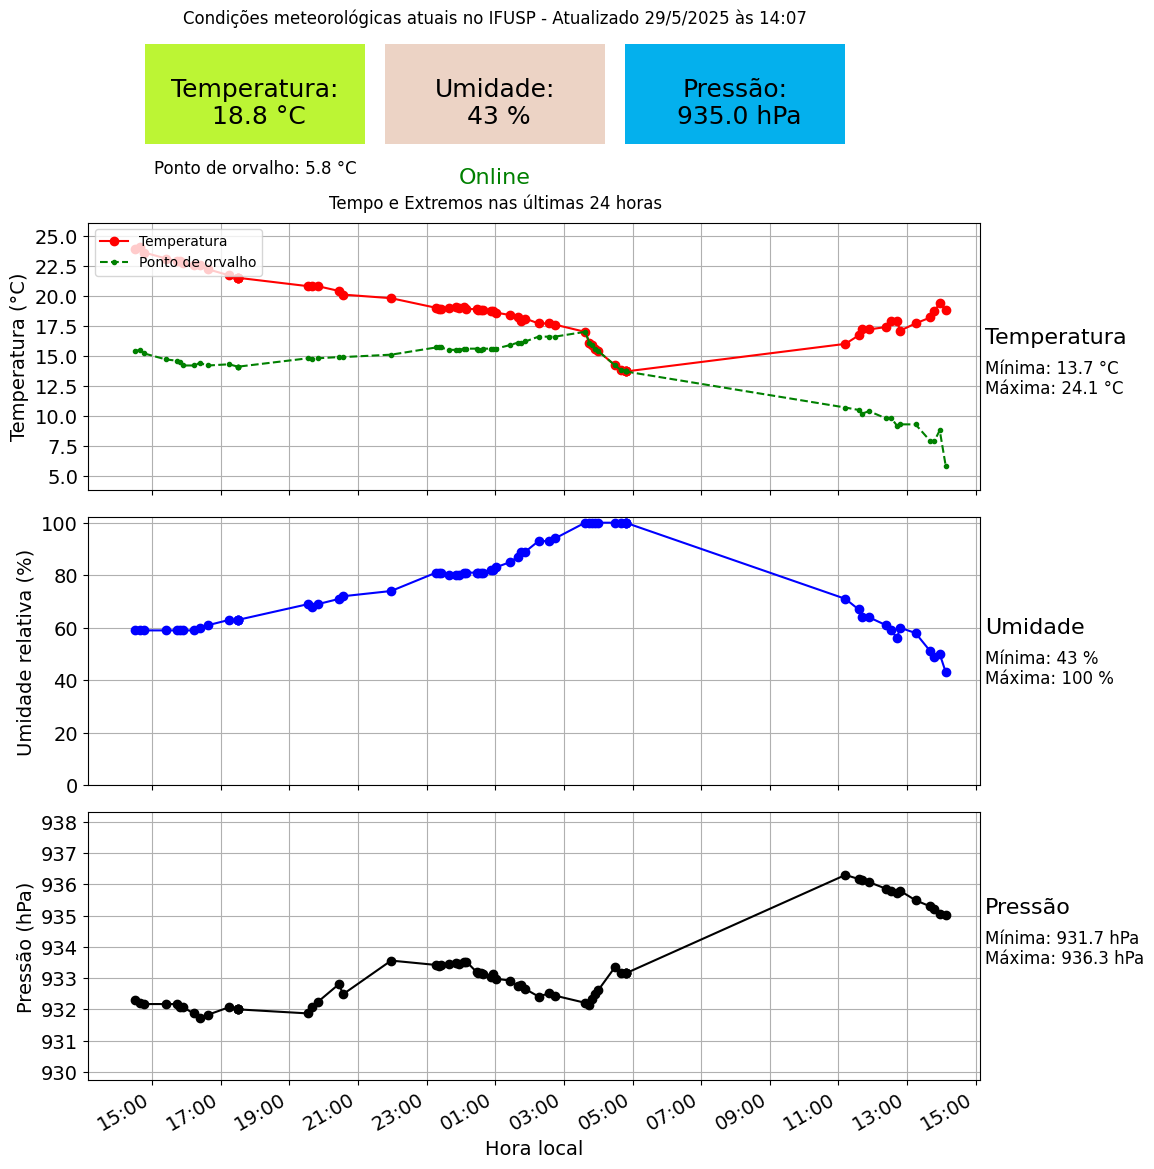 Condições meteorológicas atuais no IFUSP - Atualizado 29/5/2025 às 14:07
Temperatura:
18.8 °C
Umidade:
43 %
Pressão:
935.0 hPa
Ponto de orvalho: 5.8 °C
Online
Tempo e Extremos nas últimas 24 horas
Temperatura (°C)
25.0
22.5
20.0
17.5
15.0
12.5
10.0
7.5
5.0
Temperatura
Ponto de orvalho
Temperatura
Mínima: 13.7 °C
Máxima: 24.1 °C
Umidade relativa (%)
100
80
60
40
20
0
Umidade
Mínima: 43 %
Máxima: 100 %
Pressão (hPa)
938
937
936
935
934
933
932
931
930
Pressão
Mínima: 931.7 hPa
Máxima: 936.3 hPa
15:00 17:00 19:00 21:00 23:00 01:00 03:00 05:00 07:00 09:00 11:00 13:00 15:00
Hora local